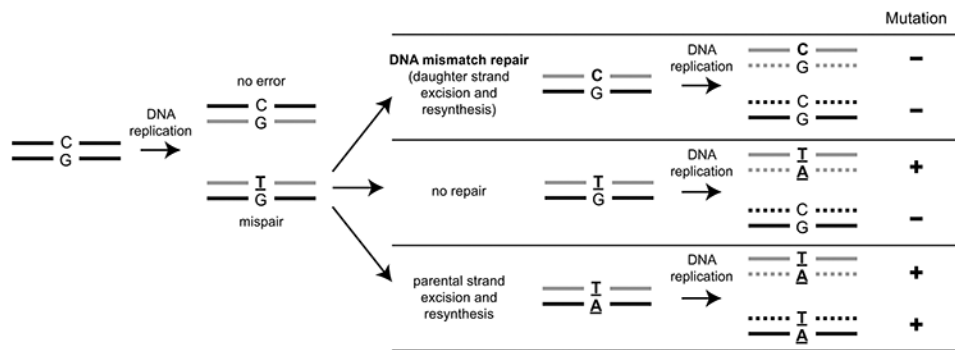 Mutation
C
G
DNA
replication
no error
C
G
T
G
mispair
DNA mismatch repair
(daughter strand
excision and
resynthesis)
C
G
DNA
replication
C
G
–
C
G
–
no repair
T
G
DNA
replication
T
A
+
C
G
–
parental strand
excision and
resynthesis
T
A
DNA
replication
T
A
+
T
A
+